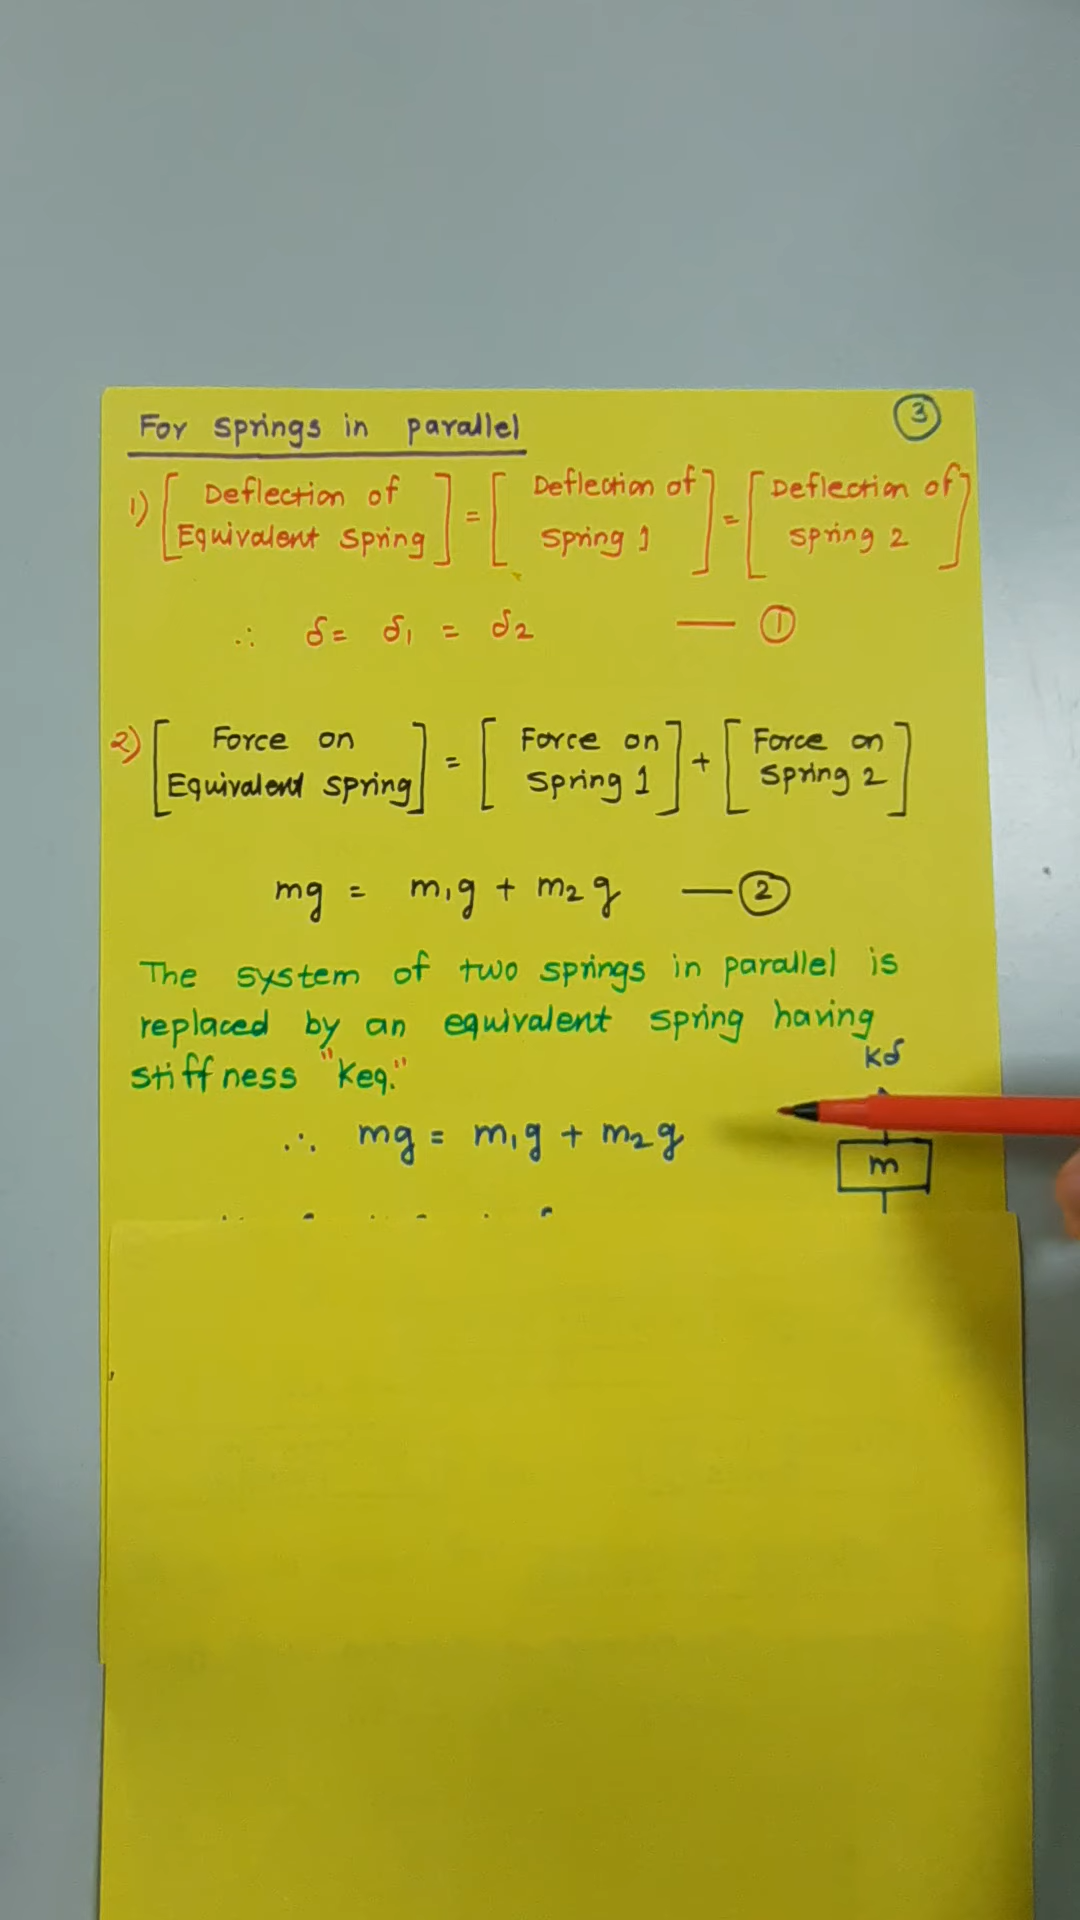 For springs in parallel
3
1) [Deflection of Equivalent Spring] = [Deflection of Spring 1] = [Deflection of Spring 2]
∴ δ = δ₁ = δ₂ — ①
2) [Force on Equivalent Spring] = [Force on Spring 1] + [Force on Spring 2]
mg = m₁g + m₂g — ②
The system of two springs in parallel is
replaced by an equivalent spring having
stiffness "Keq."
Kδ
∴ mg = m₁g + m₂g
m